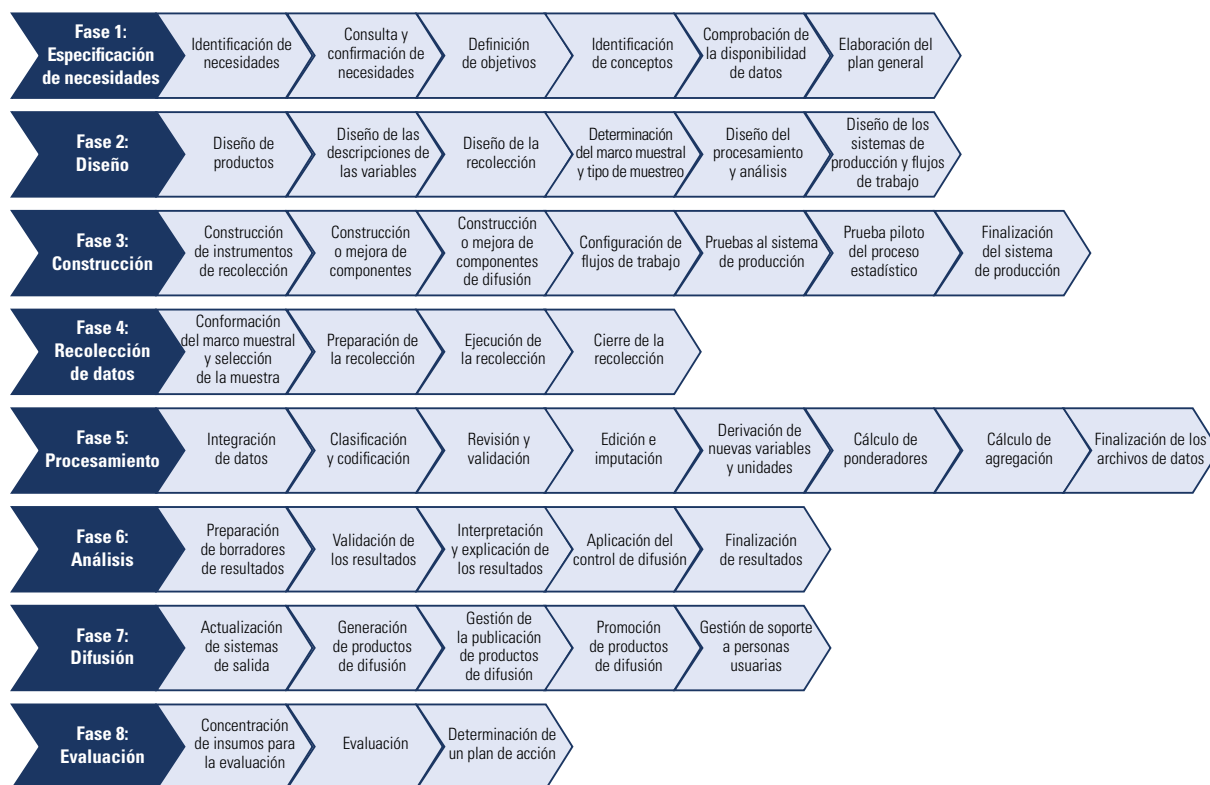 Fase 1:
Especificación
de necesidades
Identificación de
necesidades
Consulta y
confirmación de
necesidades
Definición
de objetivos
Identificación
de conceptos
Comprobación de
la disponibilidad
de datos
Elaboración del
plan general
Fase 2:
Diseño
Diseño de
productos
Diseño de las
descripciones de
las variables
Diseño de la
recolección
Determinación
del marco muestral
y tipo de muestreo
Diseño del
procesamiento
y análisis
Diseño de los
sistemas de
producción y flujos
de trabajo
Fase 3:
Construcción
Construcción
de instrumentos
de recolección
Construcción
o mejora de
componentes
Construcción
o mejora de
componentes
de difusión
Configuración de
flujos de trabajo
Pruebas al sistema
de producción
Prueba piloto
del proceso
estadístico
Finalización
del sistema
de producción
Fase 4:
Recolección
de datos
Conformación
del marco muestral
y selección
de la muestra
Preparación de
la recolección
Ejecución de
la recolección
Cierre de la
recolección
Fase 5:
Procesamiento
Integración
de datos
Clasificación
y codificación
Revisión y
validación
Edición e
imputación
Derivación de
nuevas variables
y unidades
Cálculo de
ponderadores
Cálculo de
agregación
Finalización de los
archivos de datos
Fase 6:
Análisis
Preparación
de borradores
de resultados
Validación de
los resultados
Interpretación
y explicación de
los resultados
Aplicación del
control de difusión
Finalización
de resultados
Fase 7:
Difusión
Actualización
de sistemas
de salida
Generación
de productos
de difusión
Gestión de
la publicación
de productos
de difusión
Promoción
de productos
de difusión
Gestión de soporte
a personas
usuarias
Fase 8:
Evaluación
Concentración
de insumos para
la evaluación
Evaluación
Determinación de
un plan de acción